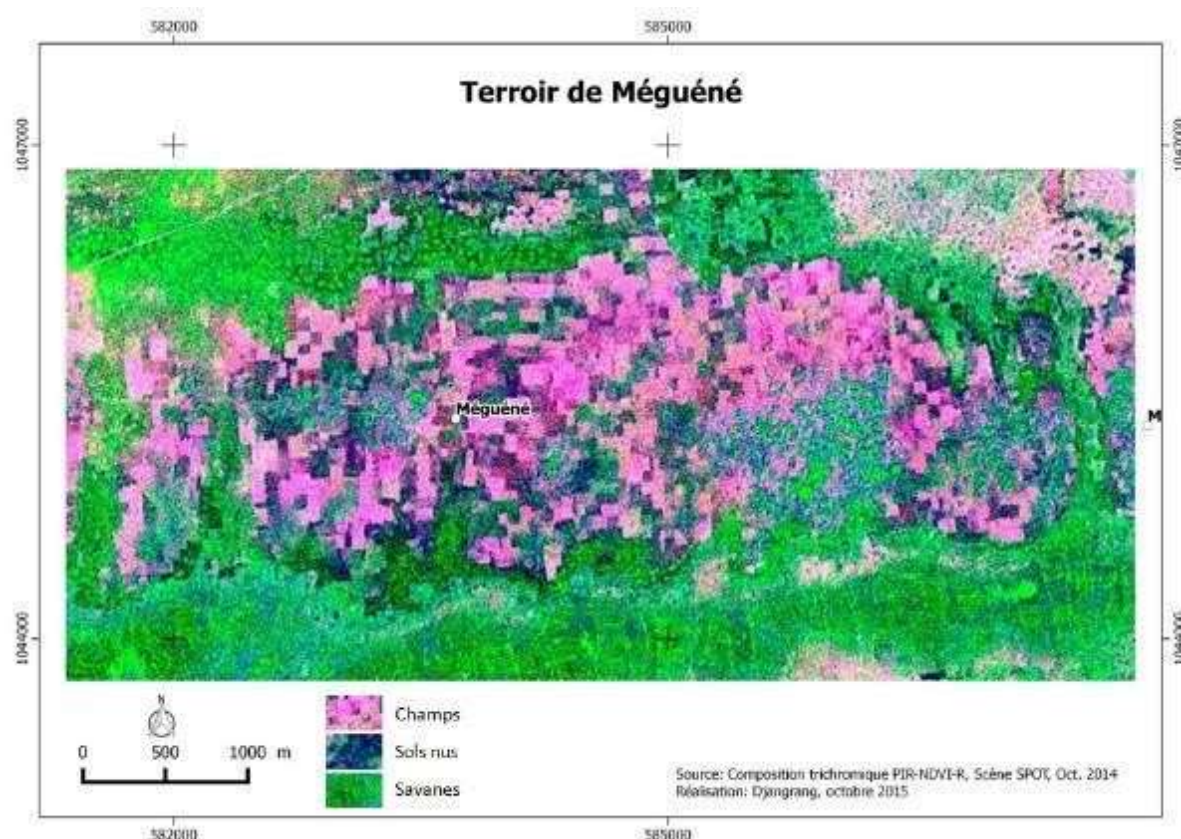 582000 585000
Terroir de Méguéné
1047000 1047000
Méguéné
M
1044000 1044000
N
0 500 1000 m
Champs
Sols nus
Savanes
Source: Composition trichromique PIR-NDVI-R, Scène SPOT, Oct. 2014
Réalisation: Djangrang, octobre 2015
582000 585000